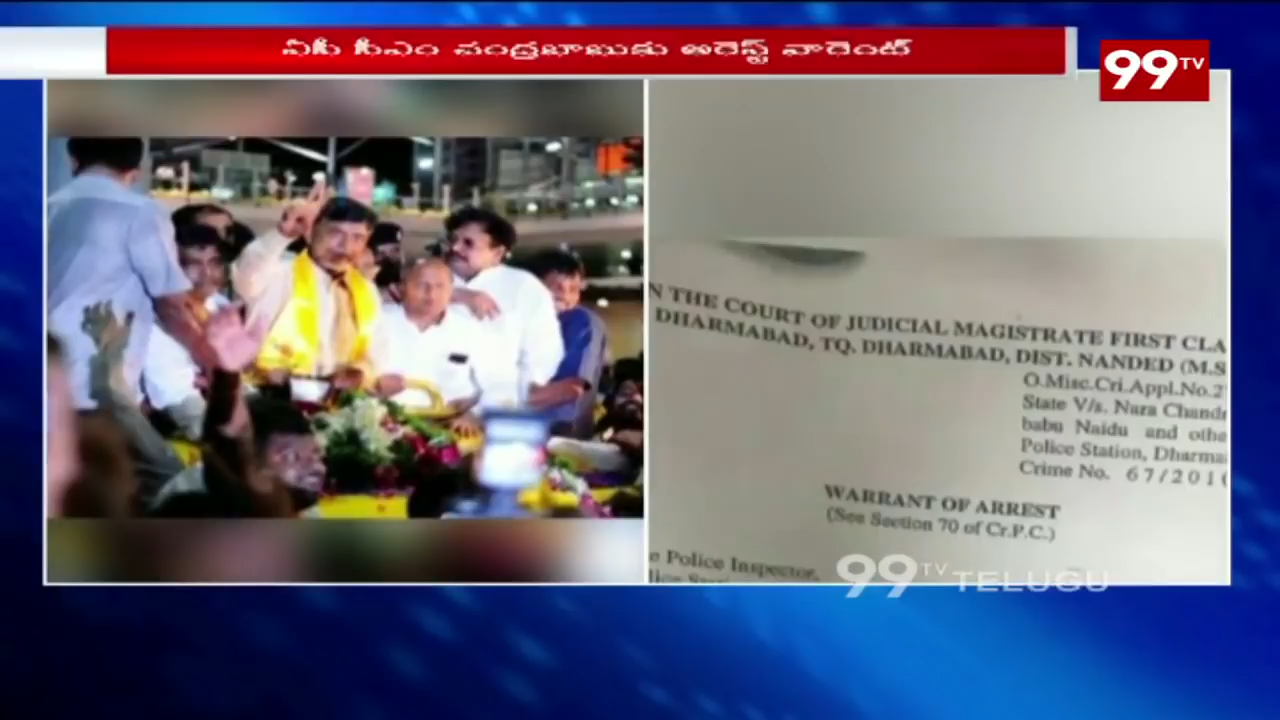 ఏపీ సీఎం చంద్రబాబుకు అరెస్ట్ వారెంట్
99TV
N THE COURT OF JUDICIAL MAGISTRATE FIRST CLA
DHARMABAD, TQ. DHARMABAD, DIST. NANDED (M.S
O.Misc.Cri.Appl.No.2
State V/s. Nara Chand
babu Naidu and othe
Police Station, Dharma
Crime No. 67/201
WARRANT OF ARREST
(See Section 70 of Cr.P.C.)
e Police Inspector,
99TV TELUGU